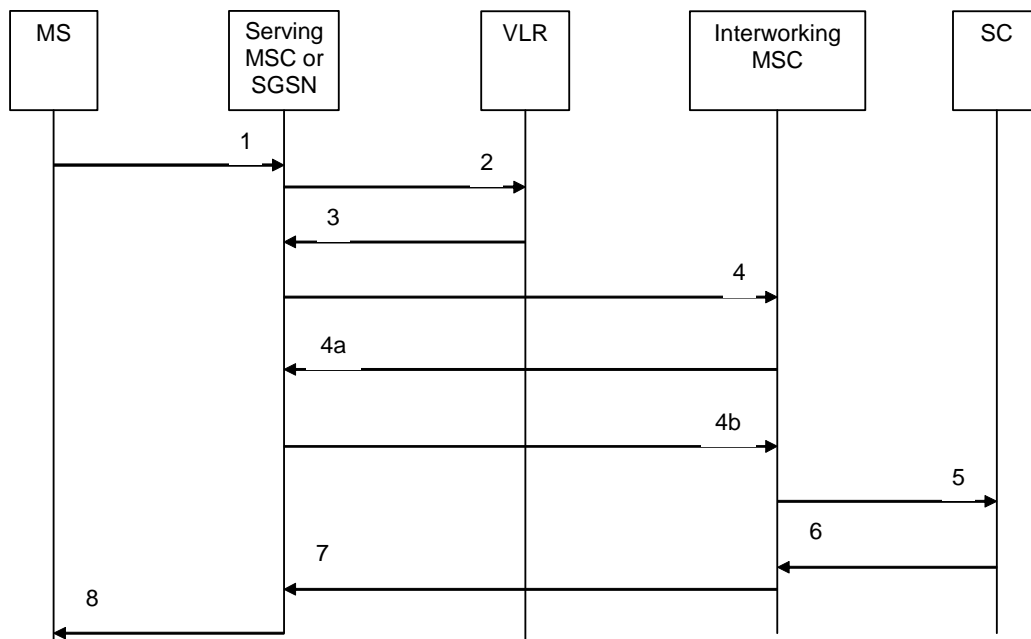 MS
Serving
MSC or
SGSN
VLR
Interworking
MSC
SC
1
2
3
4
4a
4b
5
6
7
8